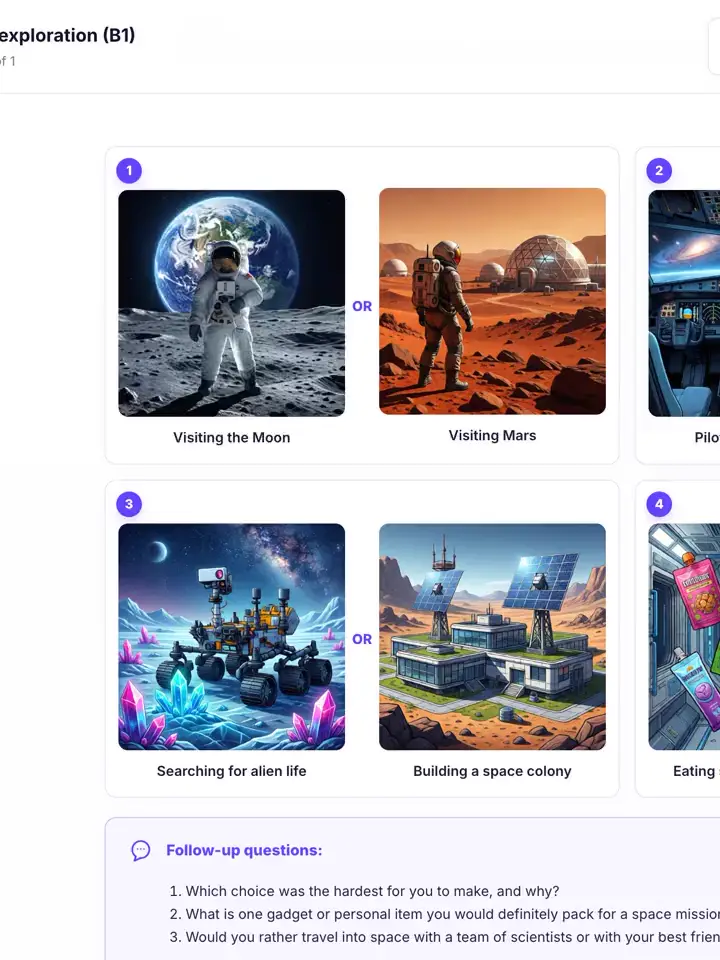 exploration (B1)
of 1
1
2
OR
Visiting the Moon
Visiting Mars
Pilo
3
4
OR
Searching for alien life
Building a space colony
Eating
Follow-up questions:
1. Which choice was the hardest for you to make, and why?
2. What is one gadget or personal item you would definitely pack for a space mission
3. Would you rather travel into space with a team of scientists or with your best frien